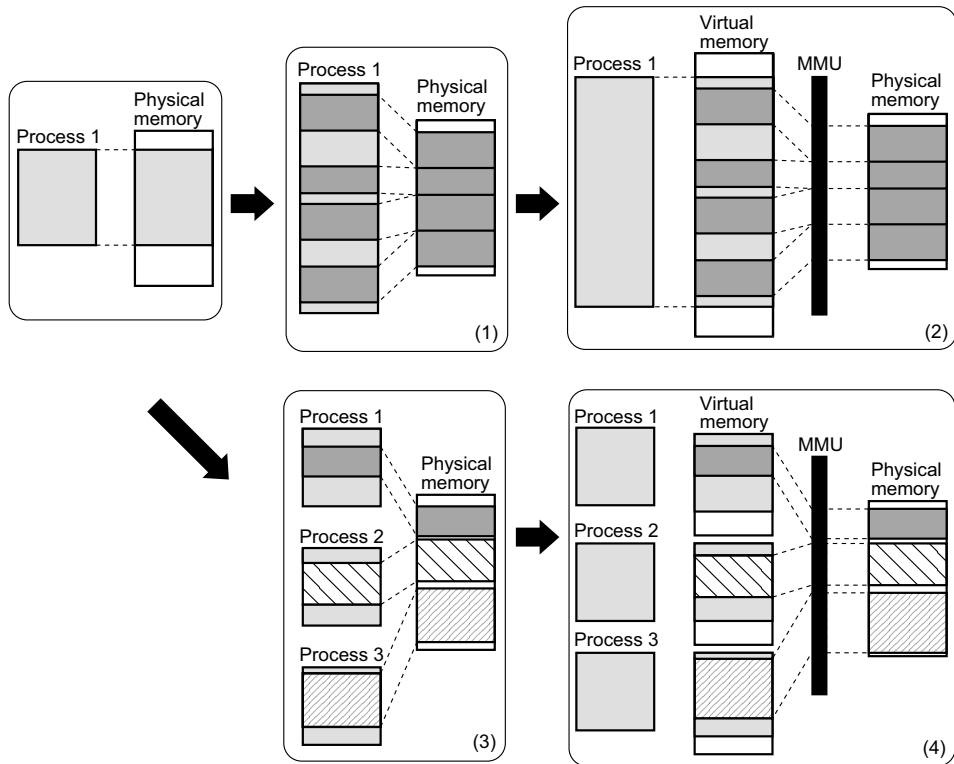 Process 1
Physical
memory
Process 1
Physical
memory
(1)
Process 1
Virtual
memory
MMU
Physical
memory
(2)
Process 1
Process 2
Process 3
Physical
memory
(3)
Process 1
Process 2
Process 3
Virtual
memory
MMU
Physical
memory
(4)